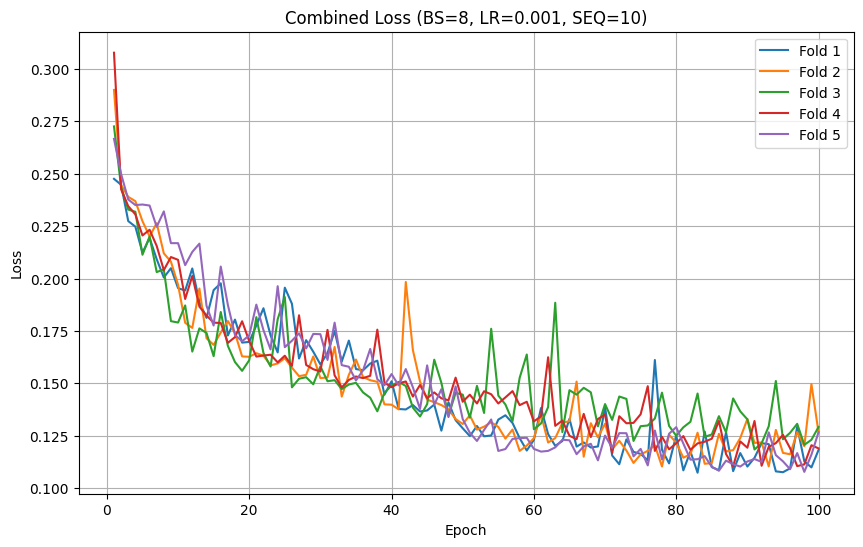 Combined Loss (BS=8, LR=0.001, SEQ=10)
Fold 1
Fold 2
Fold 3
Fold 4
Fold 5
0.300
0.275
0.250
0.225
0.200
0.175
0.150
0.125
0.100
Loss
0 20 40 60 80 100
Epoch